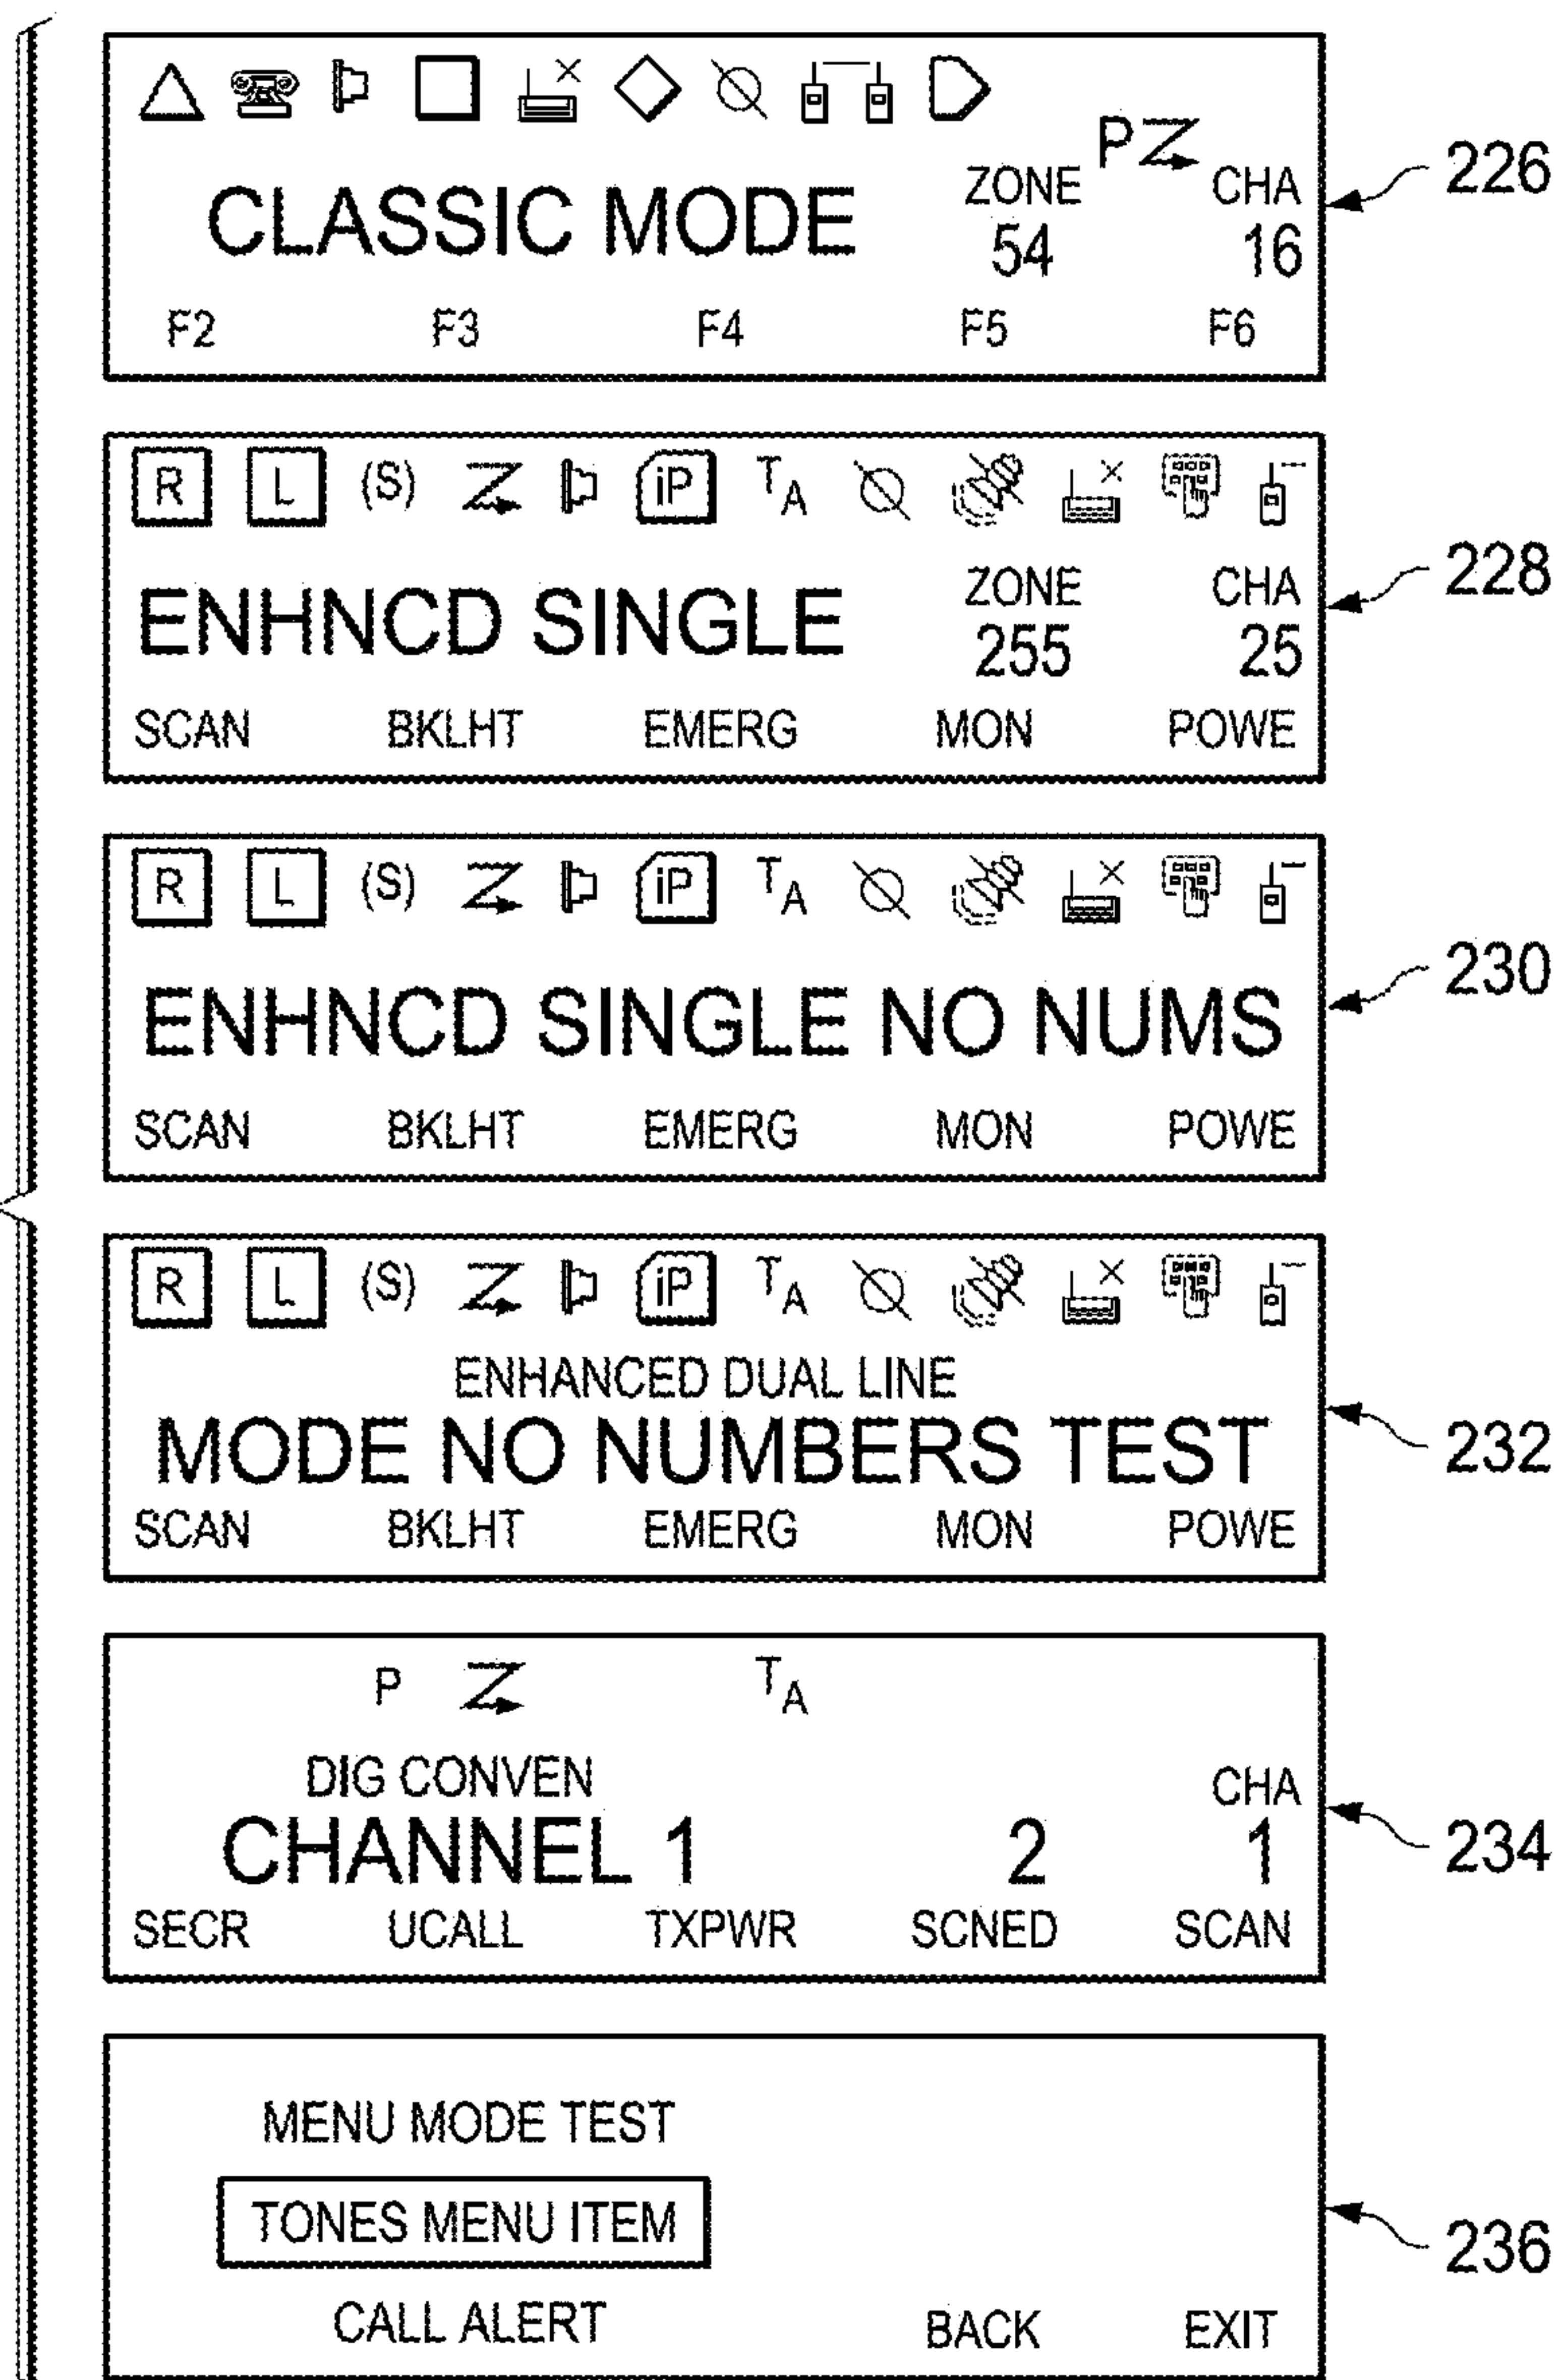 P
ZONE CHA
CLASSIC MODE 54 16
226
F2 F3 F4 F5 F6
R L (S) iP TA
ZONE CHA
ENHNCD SINGLE 255 25
228
SCAN BKLHT EMERG MON POWE
R L (S) iP TA
ENHNCD SINGLE NO NUMS
230
SCAN BKLHT EMERG MON POWE
R L (S) iP TA
ENHANCED DUAL LINE
MODE NO NUMBERS TEST
232
SCAN BKLHT EMERG MON POWE
P TA
DIG CONVEN CHA
CHANNEL 1 2 1
234
SECR UCALL TXPWR SCNED SCAN
MENU MODE TEST
TONES MENU ITEM
236
CALL ALERT BACK EXIT